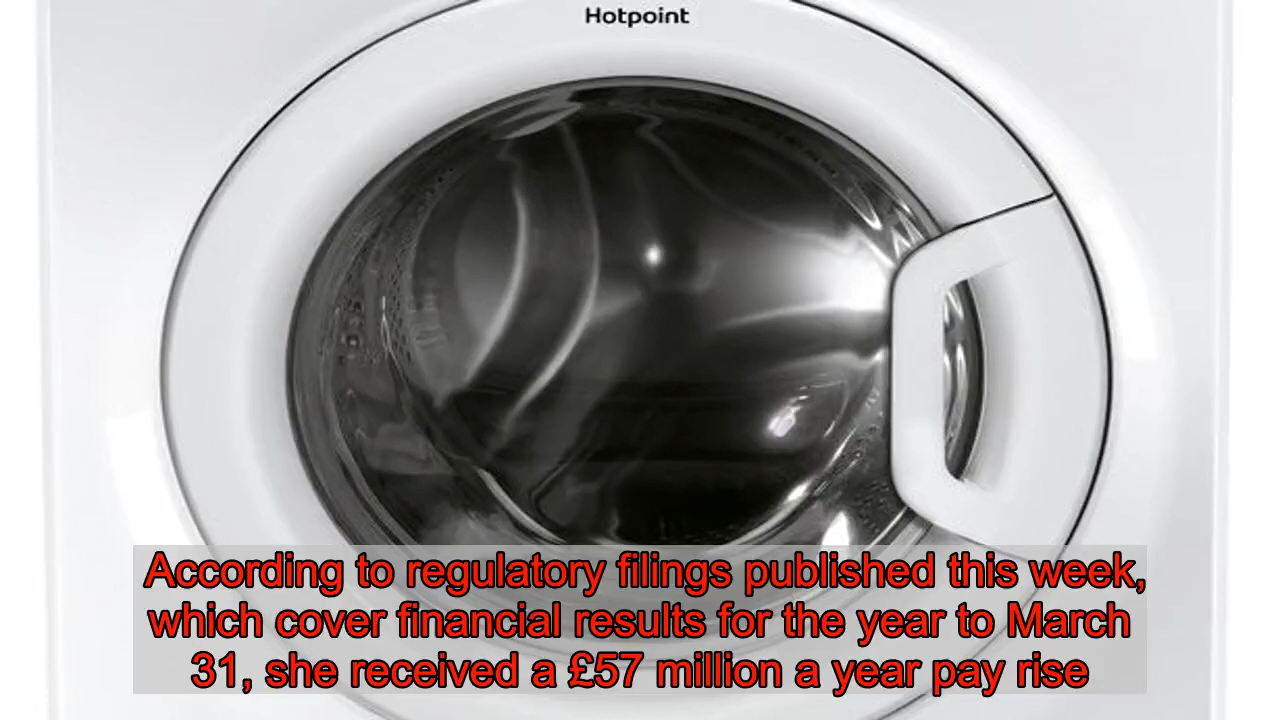 Hotpoint
According to regulatory filings published this week,
which cover financial results for the year to March
31, she received a £57 million a year pay rise